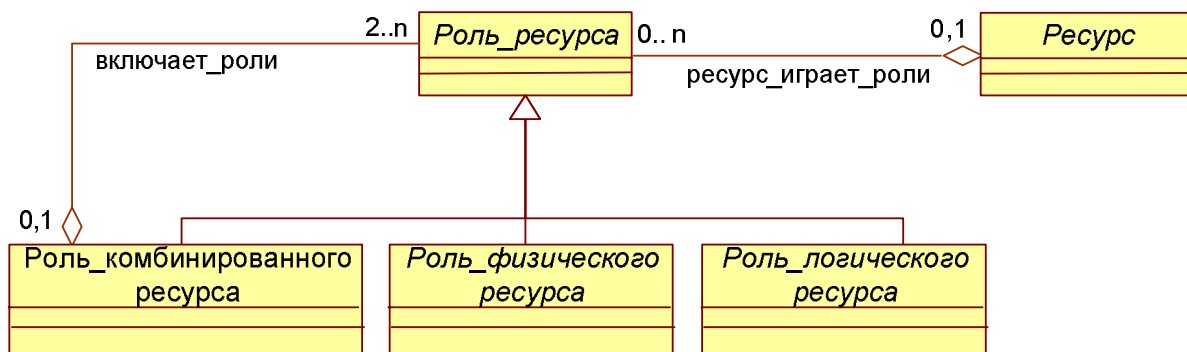 2..n
Роль_ресурса
0.. n
0,1
Ресурс
включает_роли
ресурс_играет_роли
0,1
Роль_комбинированного
ресурса
Роль_физического
ресурса
Роль_логического
ресурса